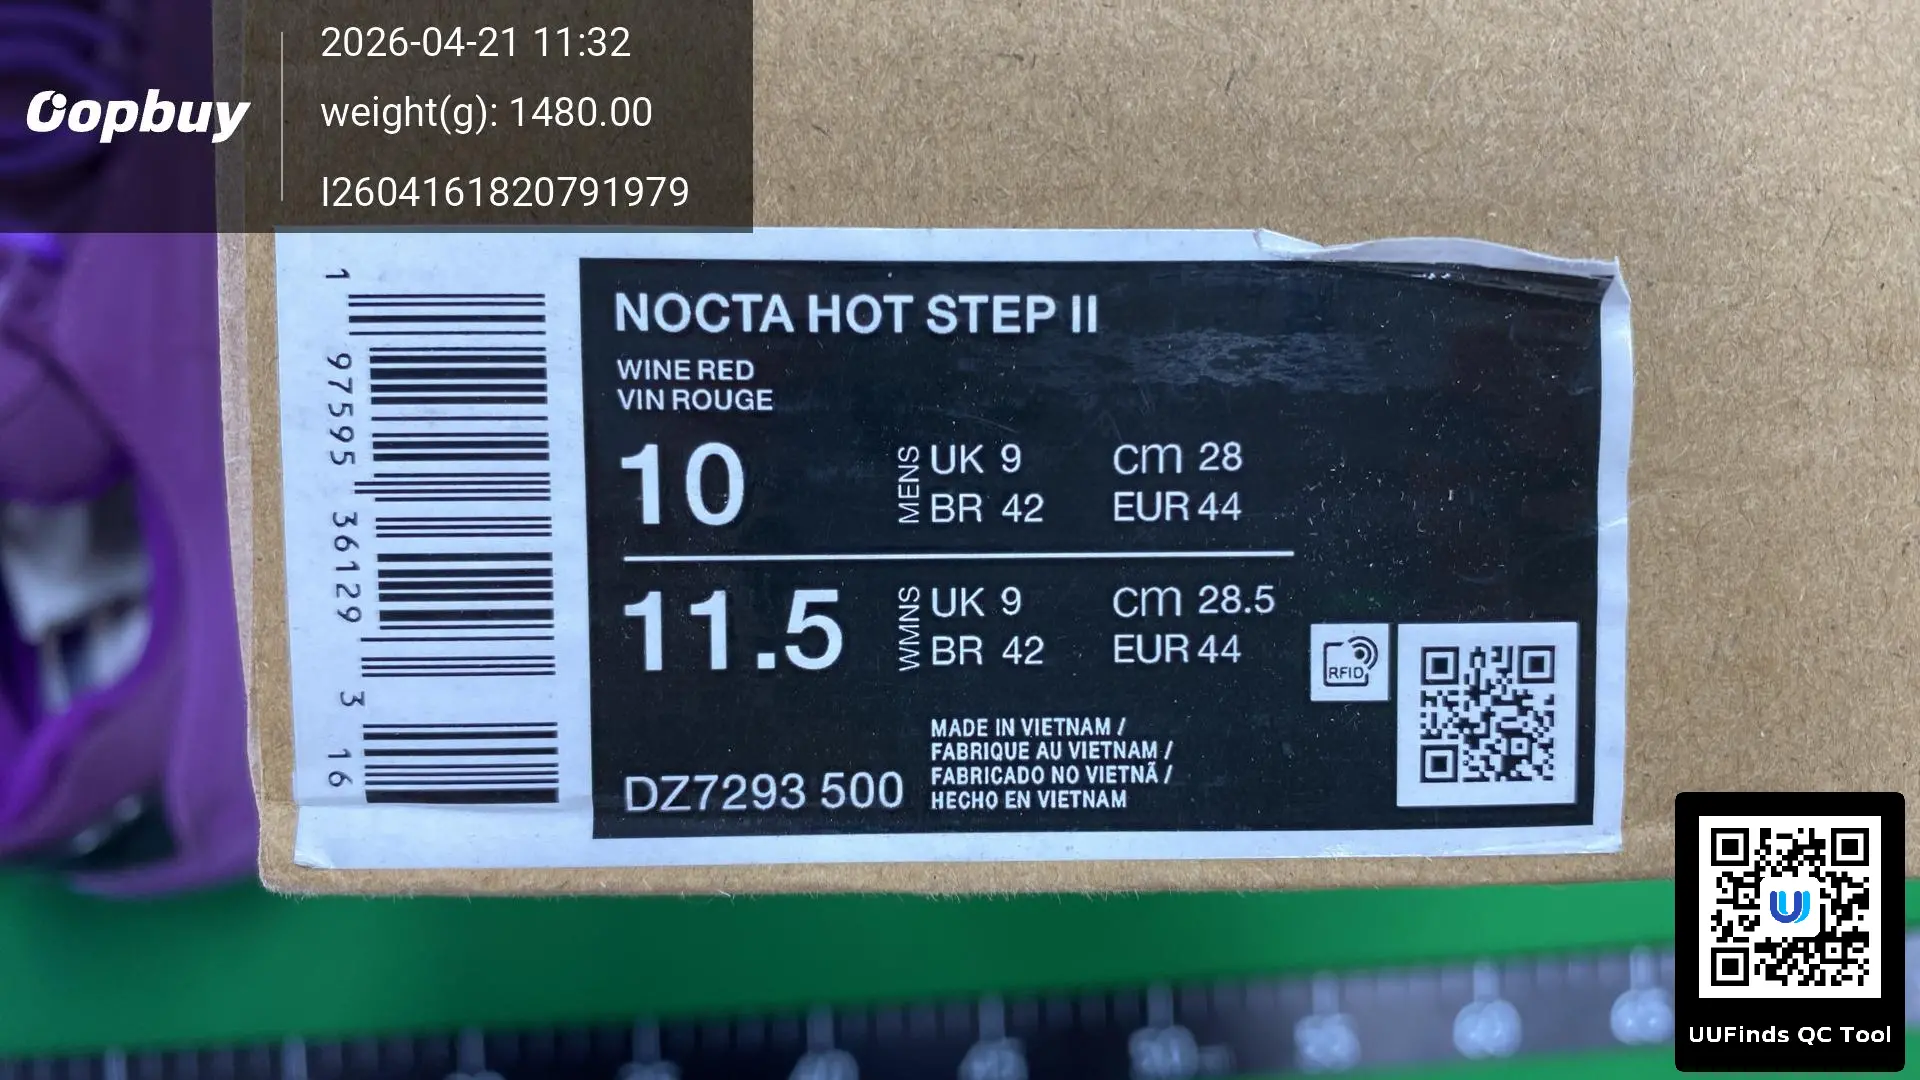 oopbuy
2026-04-21 11:32
weight(g): 1480.00
I2604161820791979
1 97595 36129 3 16
NOCTA HOT STEP II
WINE RED
VIN ROUGE
10 MENS UK 9 cm 28
BR 42 EUR 44
11.5 WMNS UK 9 cm 28.5
BR 42 EUR 44
DZ7293 500
MADE IN VIETNAM /
FABRIQUE AU VIETNAM /
FABRICADO NO VIETNÃ /
HECHO EN VIETNAM
RFID
UUFinds QC Tool